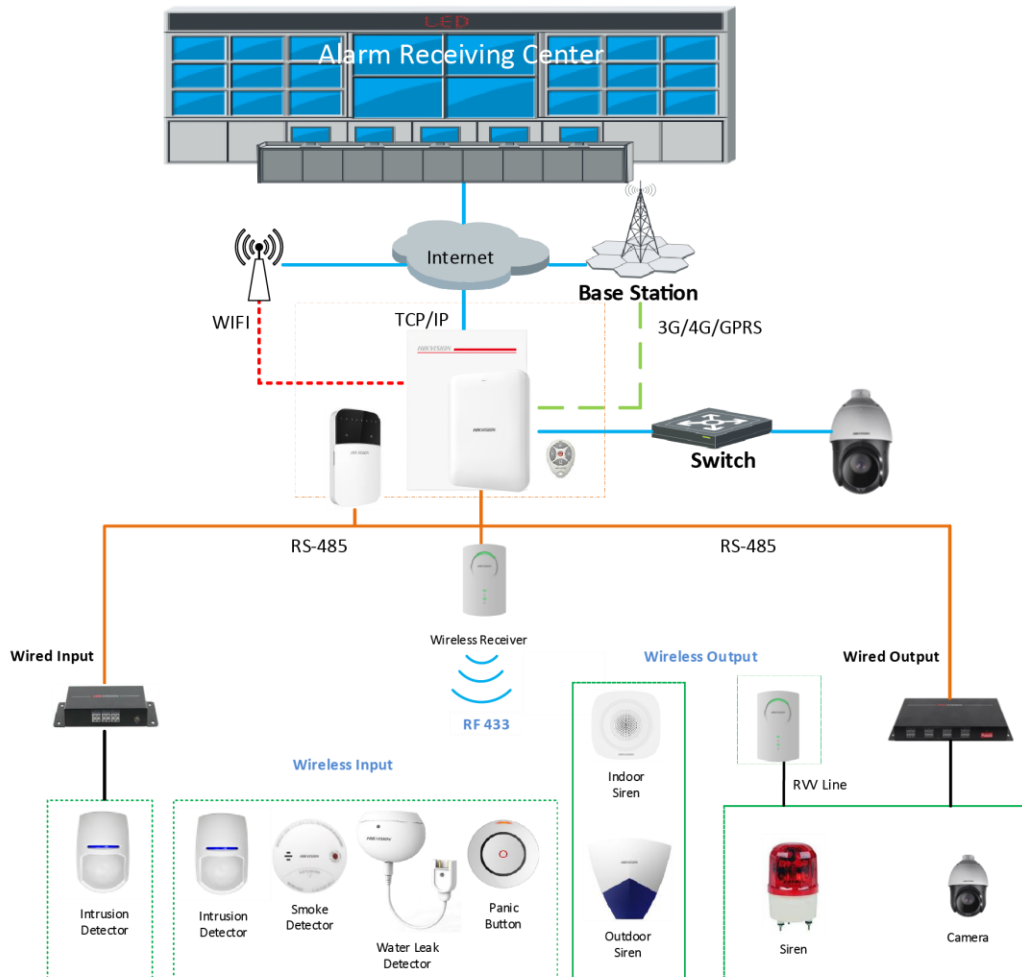 LED
Alarm Receiving Center
Internet
Base Station
WIFI
TCP/IP
3G/4G/GPRS
HIKVISION
HIKVISION
Switch
RS-485
RS-485
Wireless Receiver
Wired Input
Wireless Output
Wired Output
RF 433
Wireless Input
Indoor
Siren
RVV Line
Intrusion
Detector
Intrusion
Detector
Smoke
Detector
Water Leak
Detector
Panic
Button
Outdoor
Siren
Siren
Camera